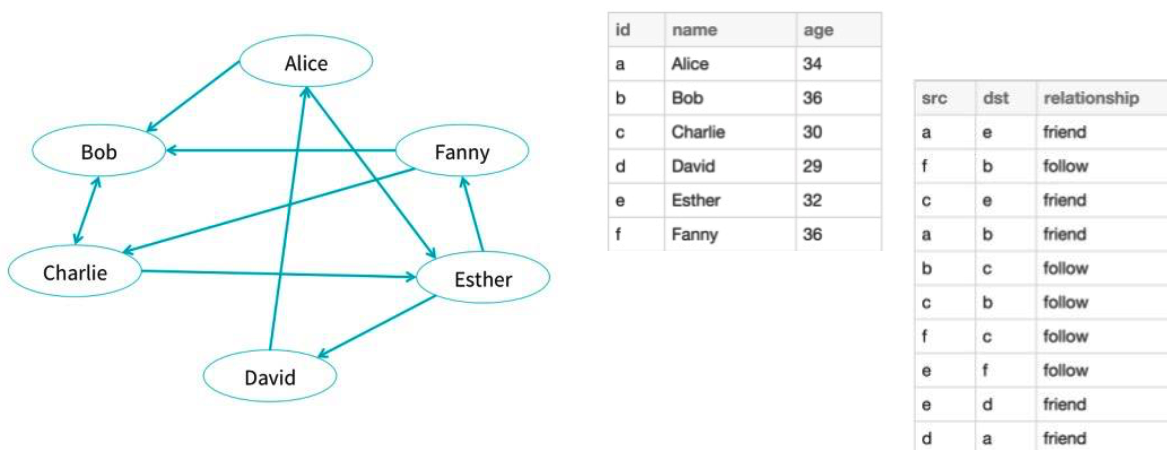 Alice
Bob
Fanny
Charlie
Esther
David
id name age
a Alice 34
b Bob 36
c Charlie 30
d David 29
e Esther 32
f Fanny 36
src dst relationship
a e friend
f b follow
c e friend
a b friend
b c follow
c b follow
f c follow
e f follow
e d friend
d a friend